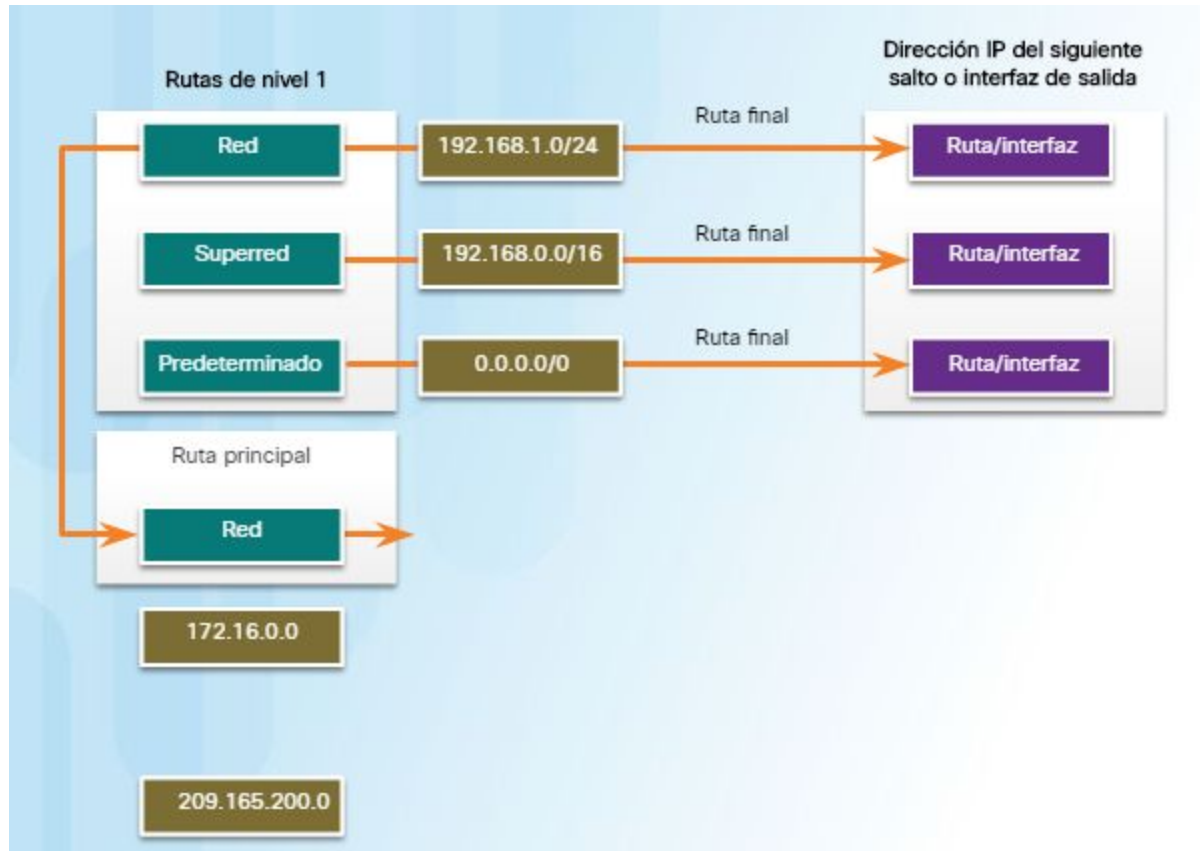 Rutas de nivel 1
Dirección IP del siguiente
salto o interfaz de salida
Red
192.168.1.0/24
Ruta final
Ruta/interfaz
Superred
192.168.0.0/16
Ruta final
Ruta/interfaz
Predeterminado
0.0.0.0/0
Ruta final
Ruta/interfaz
Ruta principal
Red
172.16.0.0
209.165.200.0